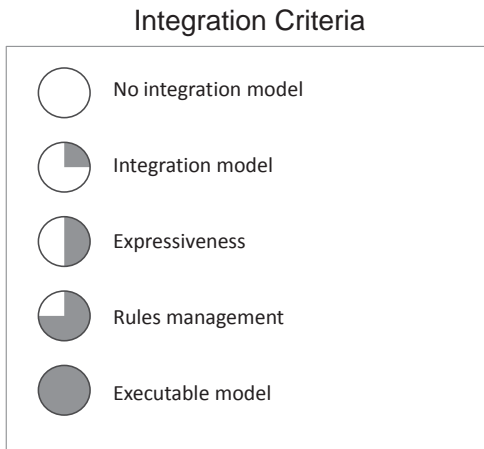 Integration Criteria
No integration model
Integration model
Expressiveness
Rules management
Executable model